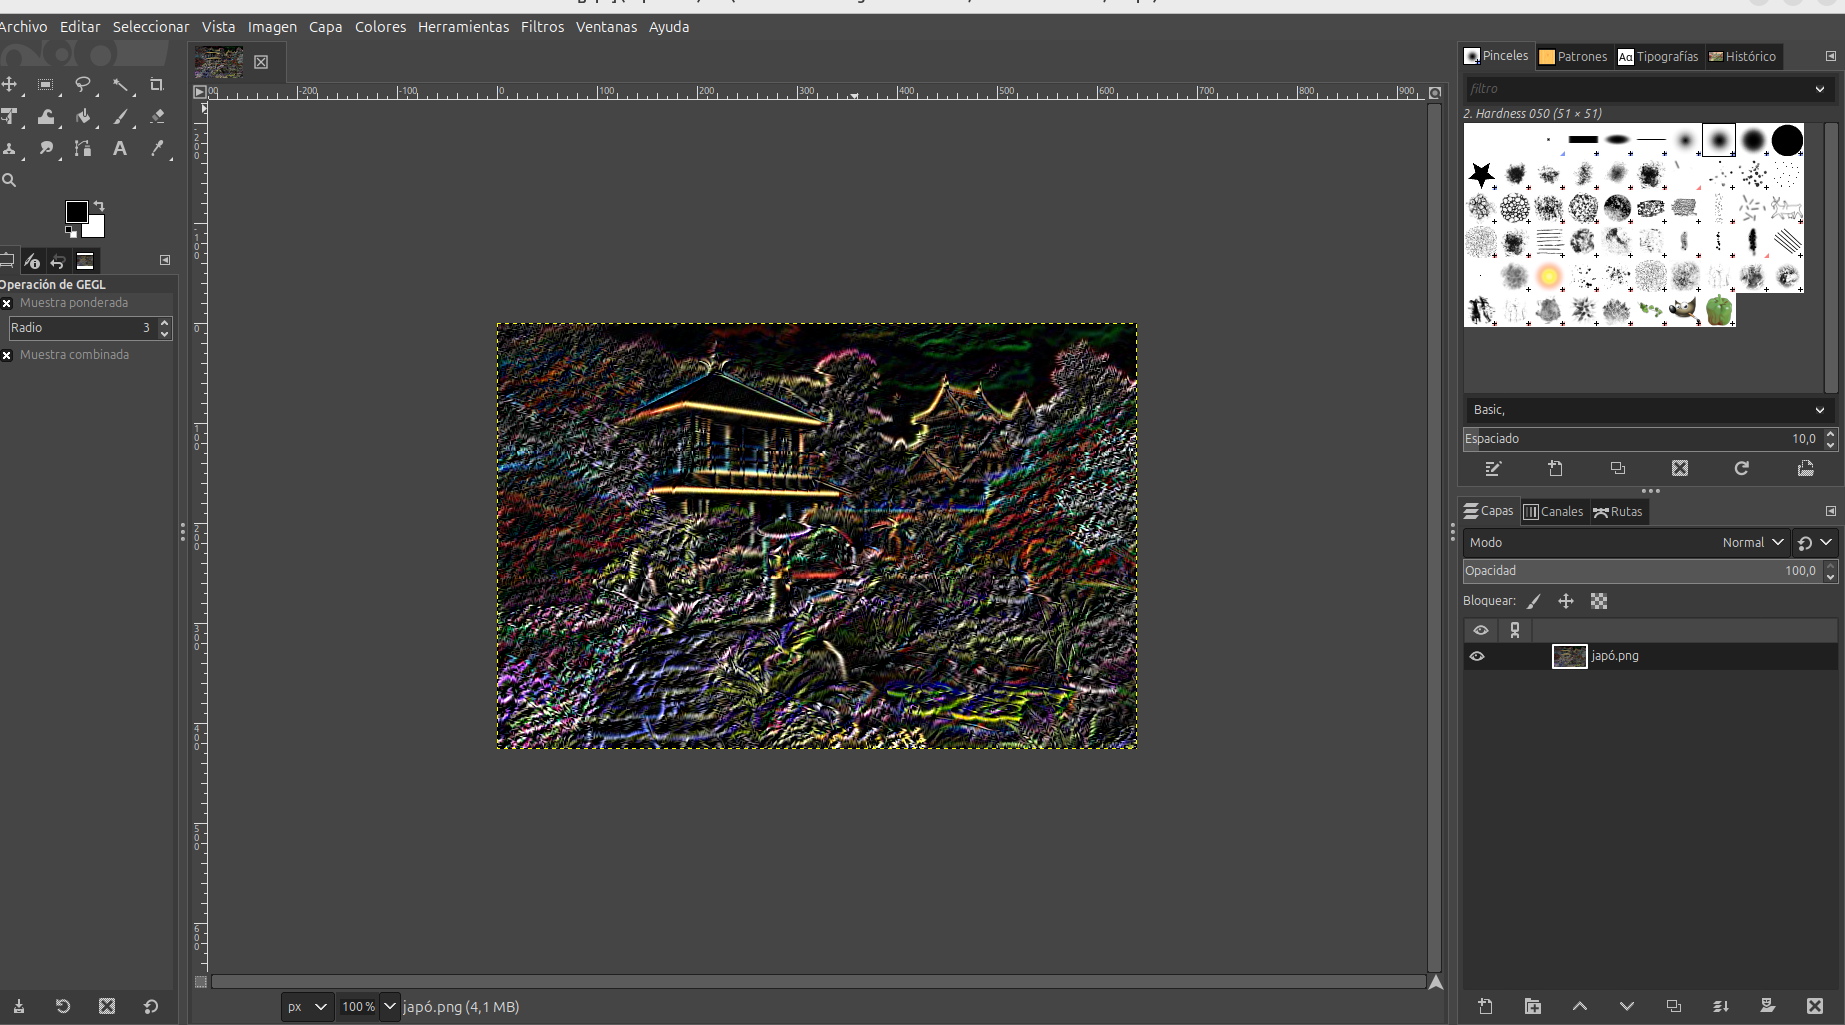 Archivo Editar Seleccionar Vista Imagen Capa Colores Herramientas Filtros Ventanas Ayuda
Operación de GEGL
Muestra ponderada
Radio 3
Muestra combinada
-200 -100 0 100 200 300 400 500 600 700 800 900
px 100 % japó.png (4,1 MB)
Pinceles Aa Tipografías Patrones Histórico
filtro
2. Hardness 050 (51 × 51)
Basic,
Espaciado 10,0
Capas Canales Rutas
Modo Normal
Opacidad 100,0
Bloquear:
japó.png